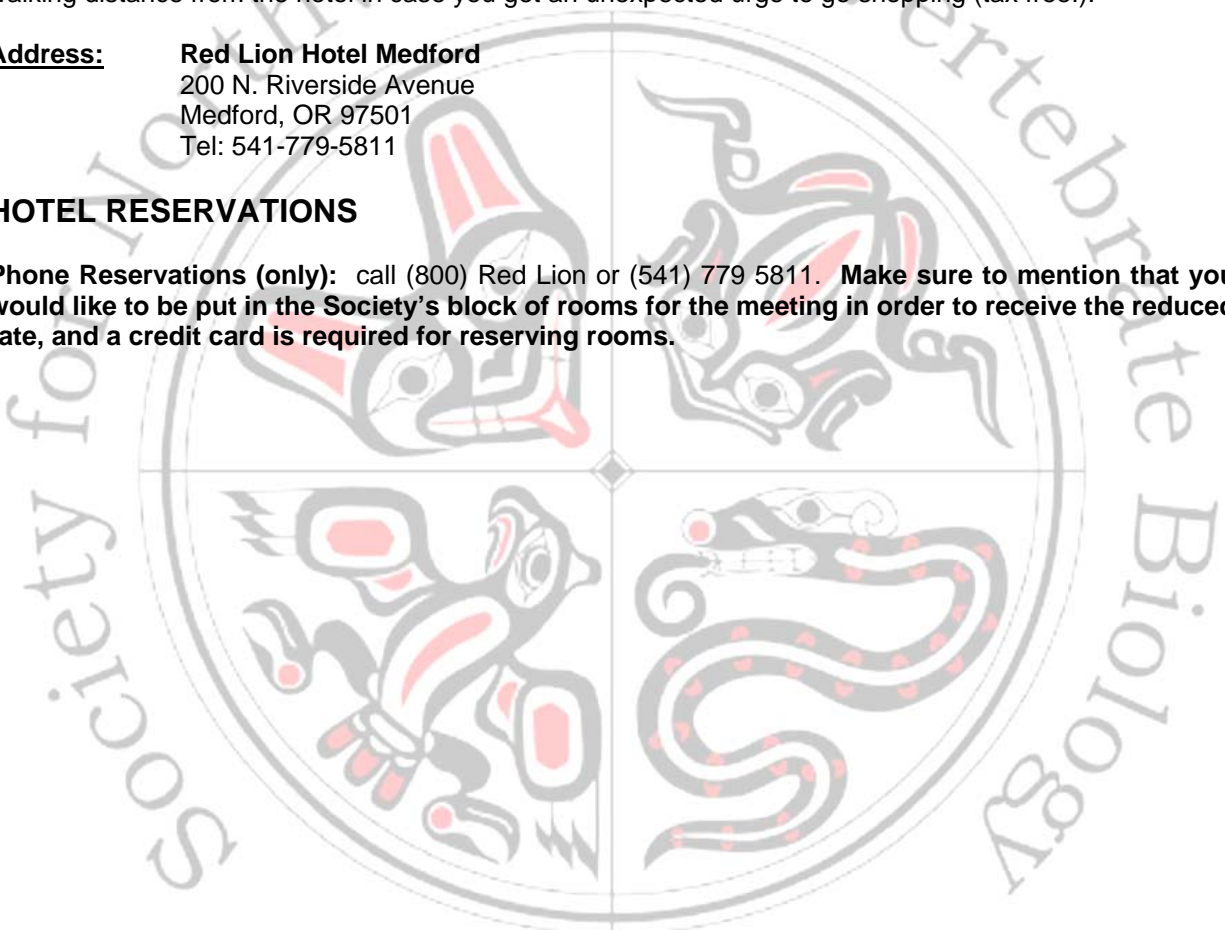 walking distance from the hotel in case you get an unexpected urge to go shopping (tax free!).
Address: Red Lion Hotel Medford
200 N. Riverside Avenue
Medford, OR 97501
Tel: 541-779-5811
HOTEL RESERVATIONS
Phone Reservations (only): call (800) Red Lion or (541) 779 5811. Make sure to mention that you
would like to be put in the Society's block of rooms for the meeting in order to receive the reduced
rate, and a credit card is required for reserving rooms.
Society for North ertebrate Biology